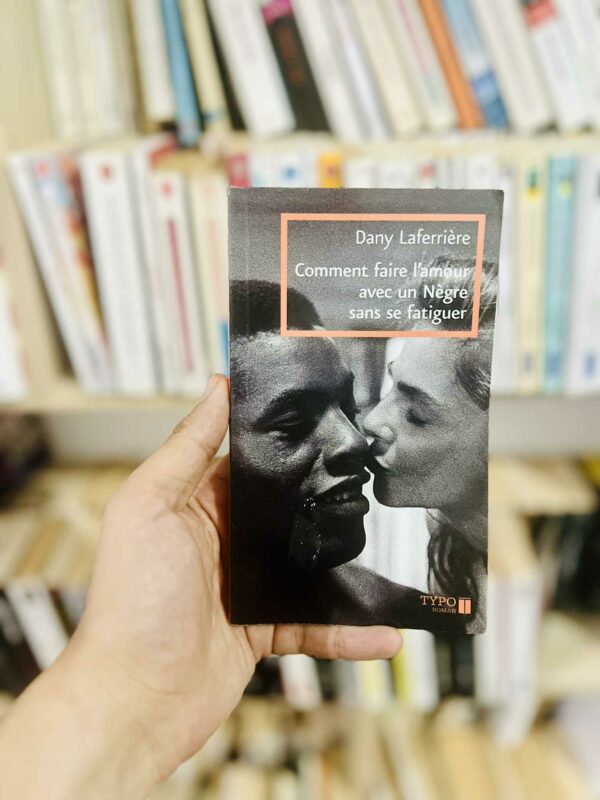 Dany Laferrière
Comment faire l'amour
avec un Nègre
sans se fatiguer
TYPO
ROMAN